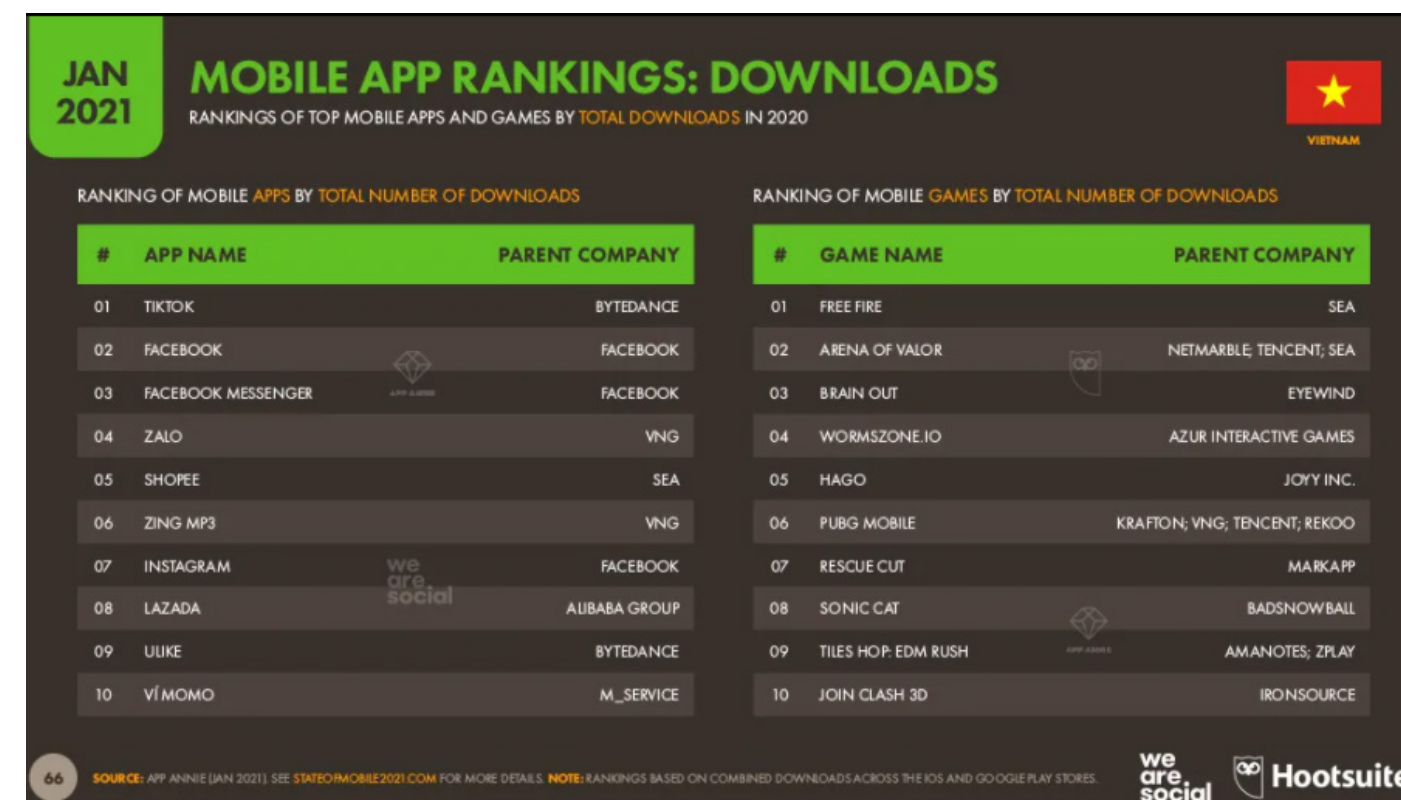 JAN
2021
MOBILE APP RANKINGS: DOWNLOADS
RANKINGS OF TOP MOBILE APPS AND GAMES BY TOTAL DOWNLOADS IN 2020
VIETNAM
RANKING OF MOBILE APPS BY TOTAL NUMBER OF DOWNLOADS
# APP NAME PARENT COMPANY
01 TIKTOK BYTEDANCE
02 FACEBOOK FACEBOOK
03 FACEBOOK MESSENGER FACEBOOK
04 ZALO VNG
05 SHOPEE SEA
06 ZING MP3 VNG
07 INSTAGRAM FACEBOOK
08 LAZADA ALIBABA GROUP
09 ULIKE BYTEDANCE
10 VÍ MOMO M_SERVICE
APP ANNIE
we
are.
social
RANKING OF MOBILE GAMES BY TOTAL NUMBER OF DOWNLOADS
# GAME NAME PARENT COMPANY
01 FREE FIRE SEA
02 ARENA OF VALOR NETMARBLE; TENCENT; SEA
03 BRAIN OUT EYEWIND
04 WORMSZONE.IO AZUR INTERACTIVE GAMES
05 HAGO JOYY INC.
06 PUBG MOBILE KRAFTON; VNG; TENCENT; REKOO
07 RESCUE CUT MARKAPP
08 SONIC CAT BADSNOWBALL
09 TILES HOP: EDM RUSH AMANOTES; ZPLAY
10 JOIN CLASH 3D IRONSOURCE
APP ANNIE
66
SOURCE: APP ANNIE (JAN 2021). SEE STATEOFMOBILE2021.COM FOR MORE DETAILS. NOTE: RANKINGS BASED ON COMBINED DOWNLOADS ACROSS THE IOS AND GOOGLE PLAY STORES.
we
are.
social
Hootsuite